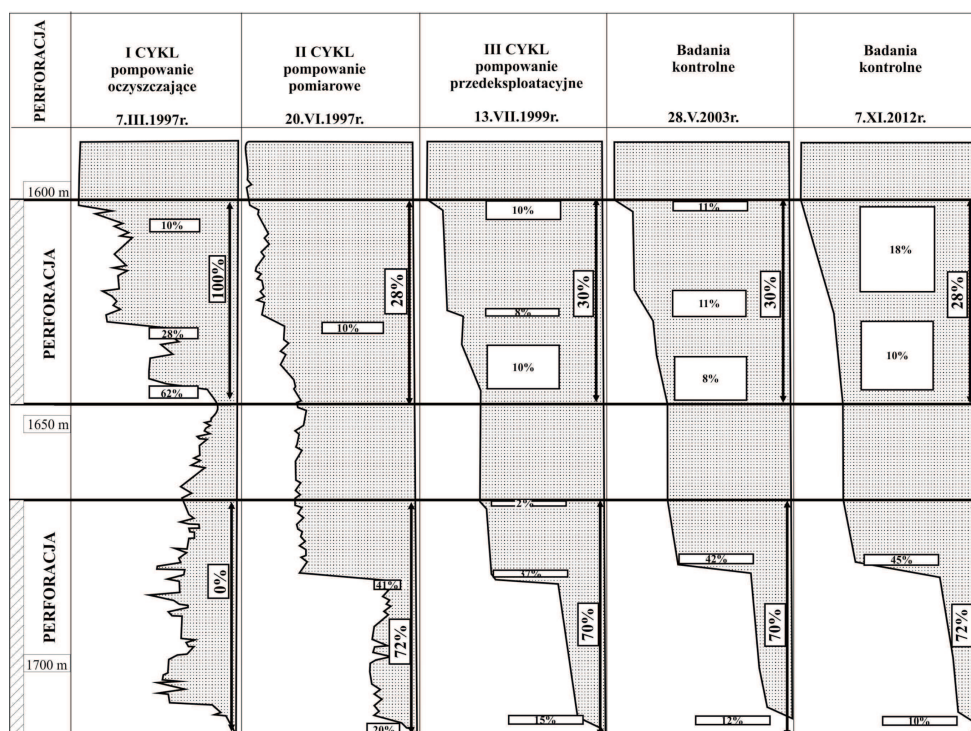 PERFORACJA
I CYKL
pompowanie
oczyszczające
7.III.1997r.
II CYKL
pompowanie
pomiarowe
20.VI.1997r.
III CYKL
pompowanie
przedeksploatacyjne
13.VII.1999r.
Badania
kontrolne
28.V.2003r.
Badania
kontrolne
7.XI.2012r.
1600 m
PERFORACJA
1650 m
PERFORACJA
1700 m
10%
28%
62%
100%
0%
10%
28%
41%
72%
20%
10%
8%
10%
30%
2%
37%
70%
15%
11%
11%
8%
30%
42%
70%
12%
18%
10%
28%
45%
72%
10%